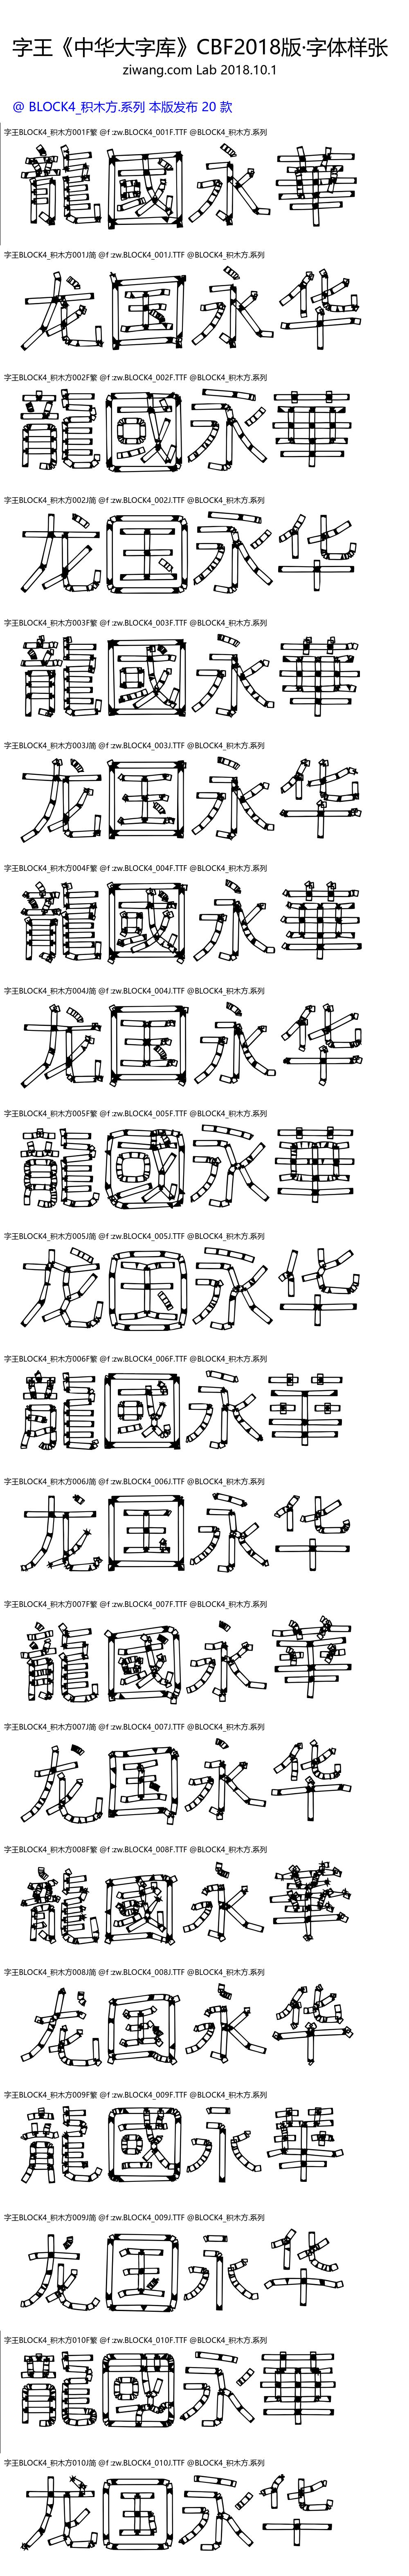 字王《中华大字库》CBF2018版·字体样张
ziwang.com Lab 2018.10.1
@ BLOCK4_积木方.系列 本版发布 20 款
字王BLOCK4_积木方001F繁 @f :zw.BLOCK4_001F.TTF @BLOCK4_积木方.系列
龍國永華
字王BLOCK4_积木方001J简 @f :zw.BLOCK4_001J.TTF @BLOCK4_积木方.系列
龙国永华
字王BLOCK4_积木方002F繁 @f :zw.BLOCK4_002F.TTF @BLOCK4_积木方.系列
龍國永華
字王BLOCK4_积木方002J简 @f :zw.BLOCK4_002J.TTF @BLOCK4_积木方.系列
龙国永华
字王BLOCK4_积木方003F繁 @f :zw.BLOCK4_003F.TTF @BLOCK4_积木方.系列
龍國永華
字王BLOCK4_积木方003J简 @f :zw.BLOCK4_003J.TTF @BLOCK4_积木方.系列
龙国永华
字王BLOCK4_积木方004F繁 @f :zw.BLOCK4_004F.TTF @BLOCK4_积木方.系列
龍國永華
字王BLOCK4_积木方004J简 @f :zw.BLOCK4_004J.TTF @BLOCK4_积木方.系列
龙国永华
字王BLOCK4_积木方005F繁 @f :zw.BLOCK4_005F.TTF @BLOCK4_积木方.系列
龍國永華
字王BLOCK4_积木方005J简 @f :zw.BLOCK4_005J.TTF @BLOCK4_积木方.系列
龙国永华
字王BLOCK4_积木方006F繁 @f :zw.BLOCK4_006F.TTF @BLOCK4_积木方.系列
龍國永華
字王BLOCK4_积木方006J简 @f :zw.BLOCK4_006J.TTF @BLOCK4_积木方.系列
龙国永华
字王BLOCK4_积木方007F繁 @f :zw.BLOCK4_007F.TTF @BLOCK4_积木方.系列
龍國永華
字王BLOCK4_积木方007J简 @f :zw.BLOCK4_007J.TTF @BLOCK4_积木方.系列
龙国永华
字王BLOCK4_积木方008F繁 @f :zw.BLOCK4_008F.TTF @BLOCK4_积木方.系列
龍國永華
字王BLOCK4_积木方008J简 @f :zw.BLOCK4_008J.TTF @BLOCK4_积木方.系列
龙国永华
字王BLOCK4_积木方009F繁 @f :zw.BLOCK4_009F.TTF @BLOCK4_积木方.系列
龍國永華
字王BLOCK4_积木方009J简 @f :zw.BLOCK4_009J.TTF @BLOCK4_积木方.系列
龙国永华
字王BLOCK4_积木方010F繁 @f :zw.BLOCK4_010F.TTF @BLOCK4_积木方.系列
龍國永華
字王BLOCK4_积木方010J简 @f :zw.BLOCK4_010J.TTF @BLOCK4_积木方.系列
龙国永华